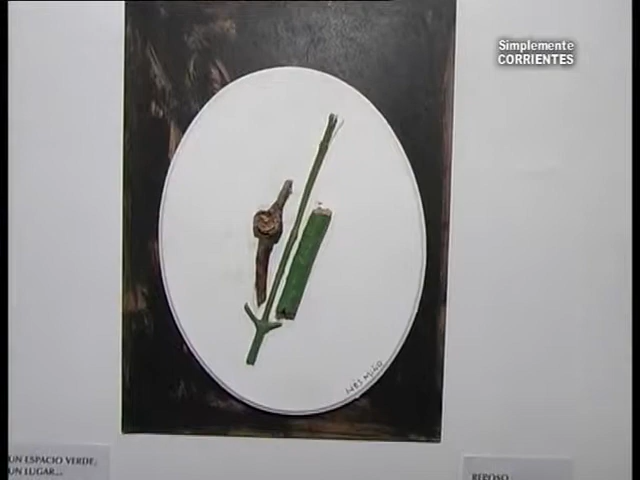 Simplemente
CORRIENTES
UN ESPACIO VERDE,
UN LUGAR...
REPOSO